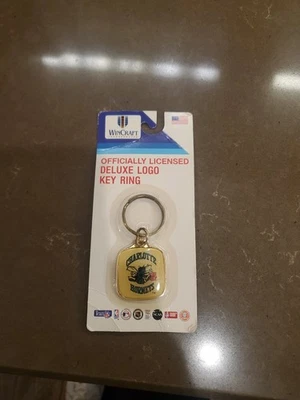 WINCRAFT
OFFICIALLY LICENSED
DELUXE LOGO
KEY RING
CHARLOTTE
HORNETS